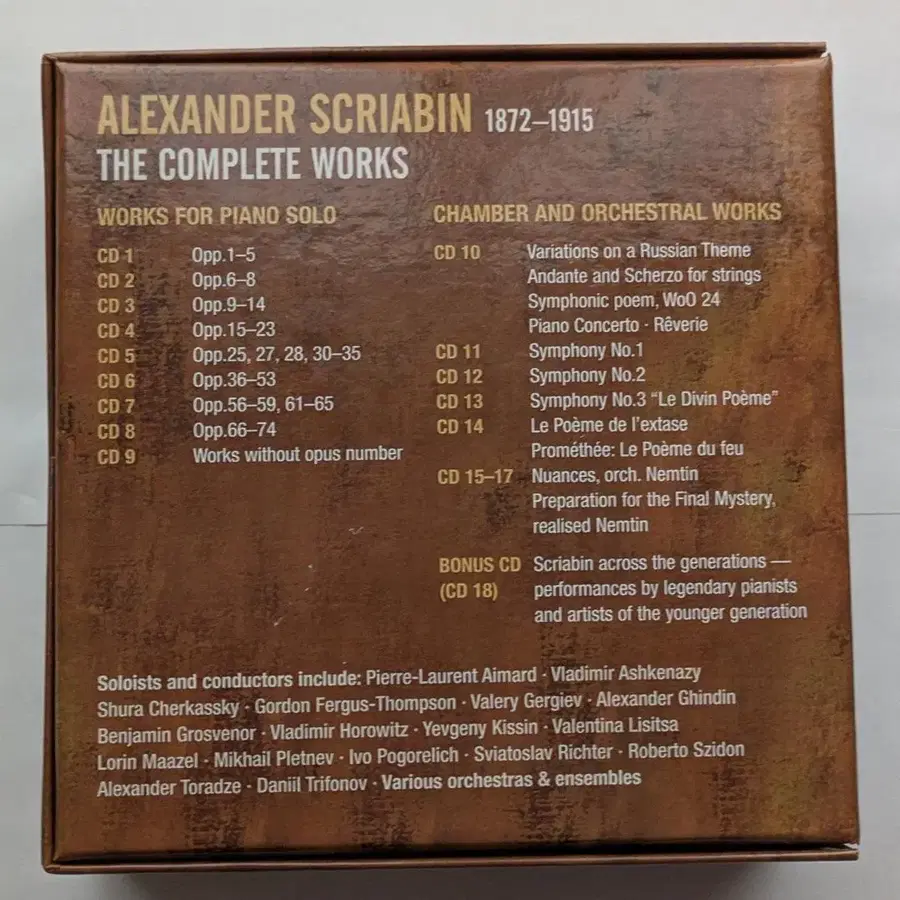 ALEXANDER SCRIABIN 1872–1915
THE COMPLETE WORKS
WORKS FOR PIANO SOLO
CD 1 Opp.1–5
CD 2 Opp.6–8
CD 3 Opp.9–14
CD 4 Opp.15–23
CD 5 Opp.25, 27, 28, 30–35
CD 6 Opp.36–53
CD 7 Opp.56–59, 61–65
CD 8 Opp.66–74
CD 9 Works without opus number
CHAMBER AND ORCHESTRAL WORKS
CD 10 Variations on a Russian Theme
Andante and Scherzo for strings
Symphonic poem, WoO 24
Piano Concerto · Rêverie
CD 11 Symphony No.1
CD 12 Symphony No.2
CD 13 Symphony No.3 “Le Divin Poème”
CD 14 Le Poème de l’extase
Prométhée: Le Poème du feu
CD 15–17 Nuances, orch. Nemtin
Preparation for the Final Mystery,
realised Nemtin
BONUS CD Scriabin across the generations —
(CD 18) performances by legendary pianists
and artists of the younger generation
Soloists and conductors include: Pierre-Laurent Aimard · Vladimir Ashkenazy
Shura Cherkassky · Gordon Fergus-Thompson · Valery Gergiev · Alexander Ghindin
Benjamin Grosvenor · Vladimir Horowitz · Yevgeny Kissin · Valentina Lisitsa
Lorin Maazel · Mikhail Pletnev · Ivo Pogorelich · Sviatoslav Richter · Roberto Szidon
Alexander Toradze · Daniil Trifonov · Various orchestras & ensembles